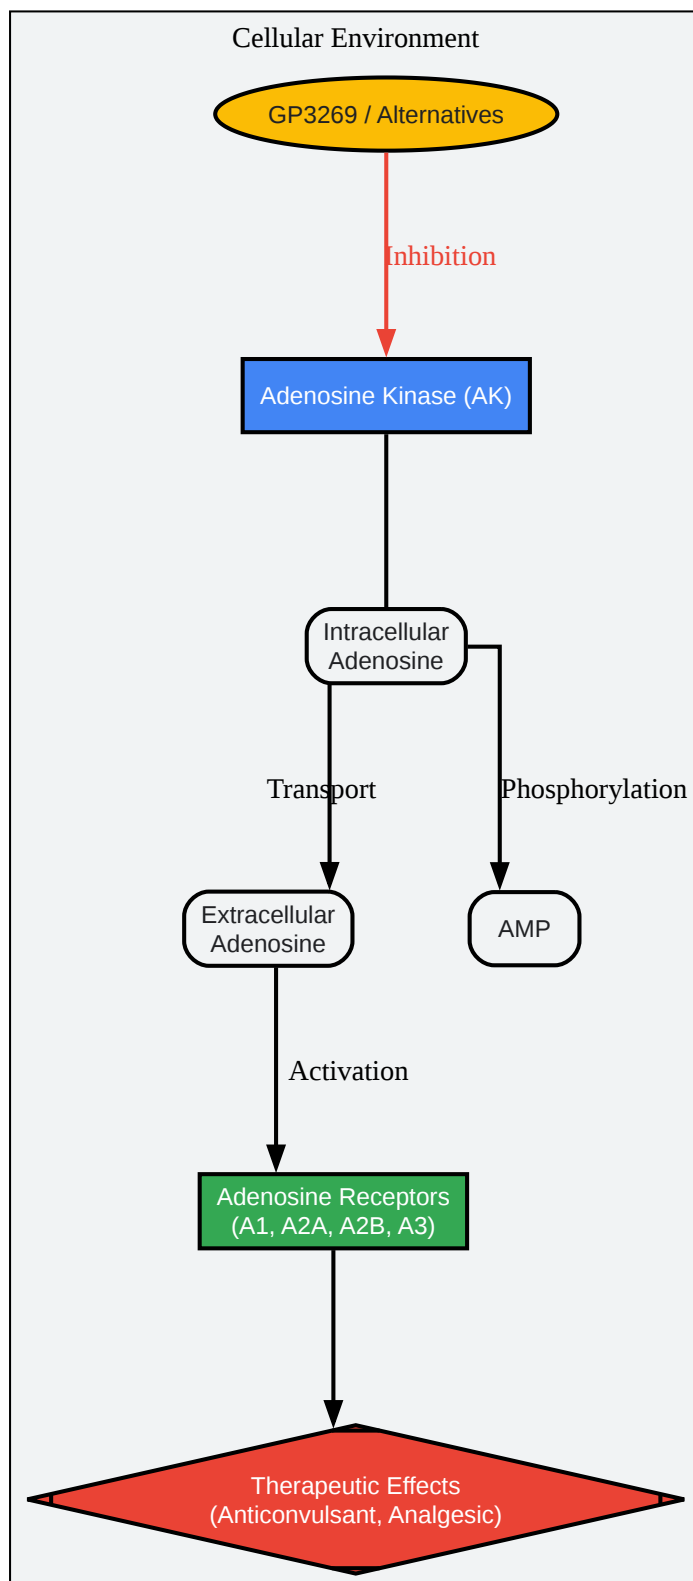 Cellular Environment
GP3269 / Alternatives
Inhibition
Adenosine Kinase (AK)
Intracellular
Adenosine
Transport
Phosphorylation
Extracellular
Adenosine
AMP
Activation
Adenosine Receptors
(A1, A2A, A2B, A3)
Therapeutic Effects
(Anticonvulsant, Analgesic)